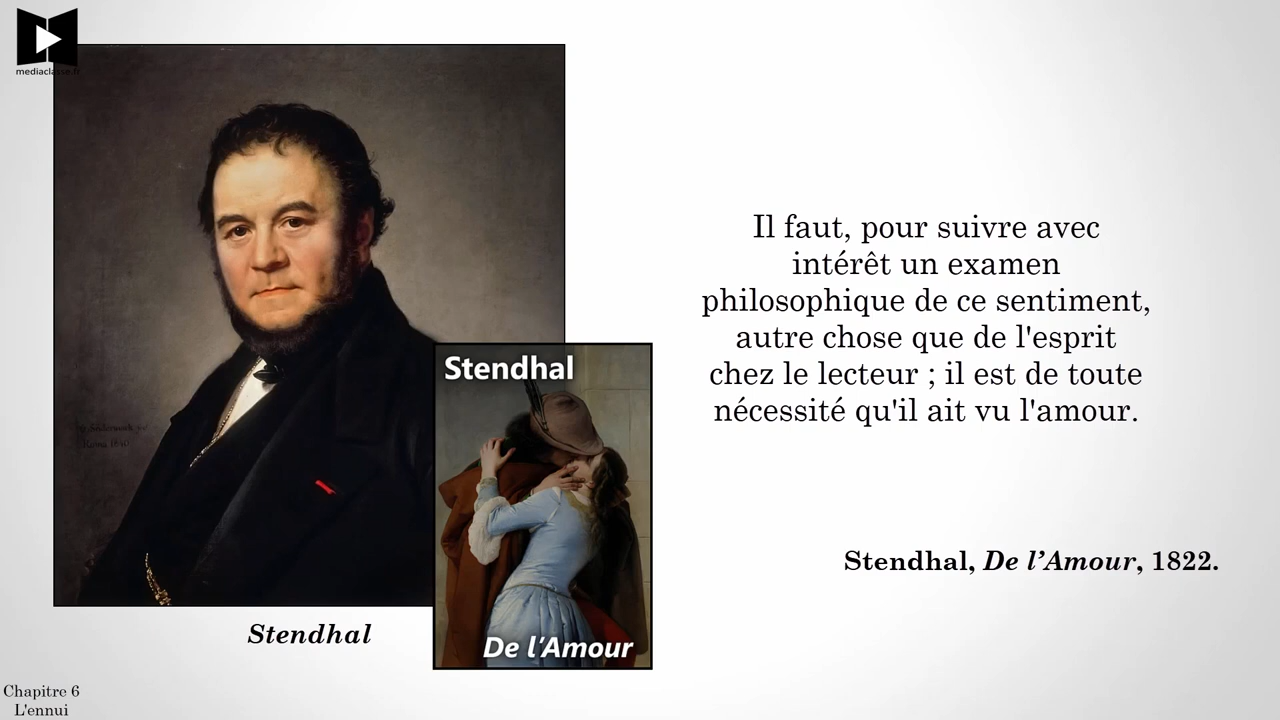 mediaclasse.fr
Il faut, pour suivre avec
intérêt un examen
philosophique de ce sentiment,
autre chose que de l'esprit
chez le lecteur ; il est de toute
nécessité qu'il ait vu l'amour.
Stendhal, De l’Amour, 1822.
Stendhal
De l’Amour
Stendhal
Chapitre 6
L'ennui